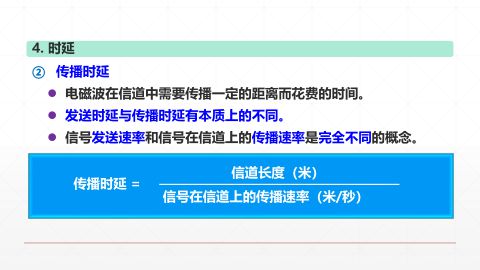 4. 时延
② 传播时延
● 电磁波在信道中需要传播一定的距离而花费的时间。
● 发送时延与传播时延有本质上的不同。
● 信号发送速率和信号在信道上的传播速率是完全不同的概念。
信道长度（米）
传播时延 =
信号在信道上的传播速率（米/秒）